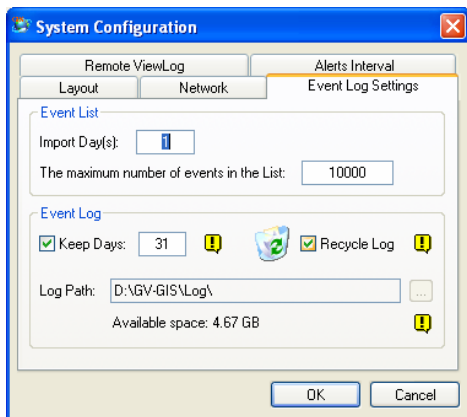 System Configuration
Remote ViewLog
Alerts Interval
Layout
Network
Event Log Settings
Event List
Import Day(s): 1
The maximum number of events in the List: 10000
Event Log
Keep Days: 31
Recycle Log
Log Path: D:\GV-GIS\Log\ ...
Available space: 4.67 GB
OK
Cancel